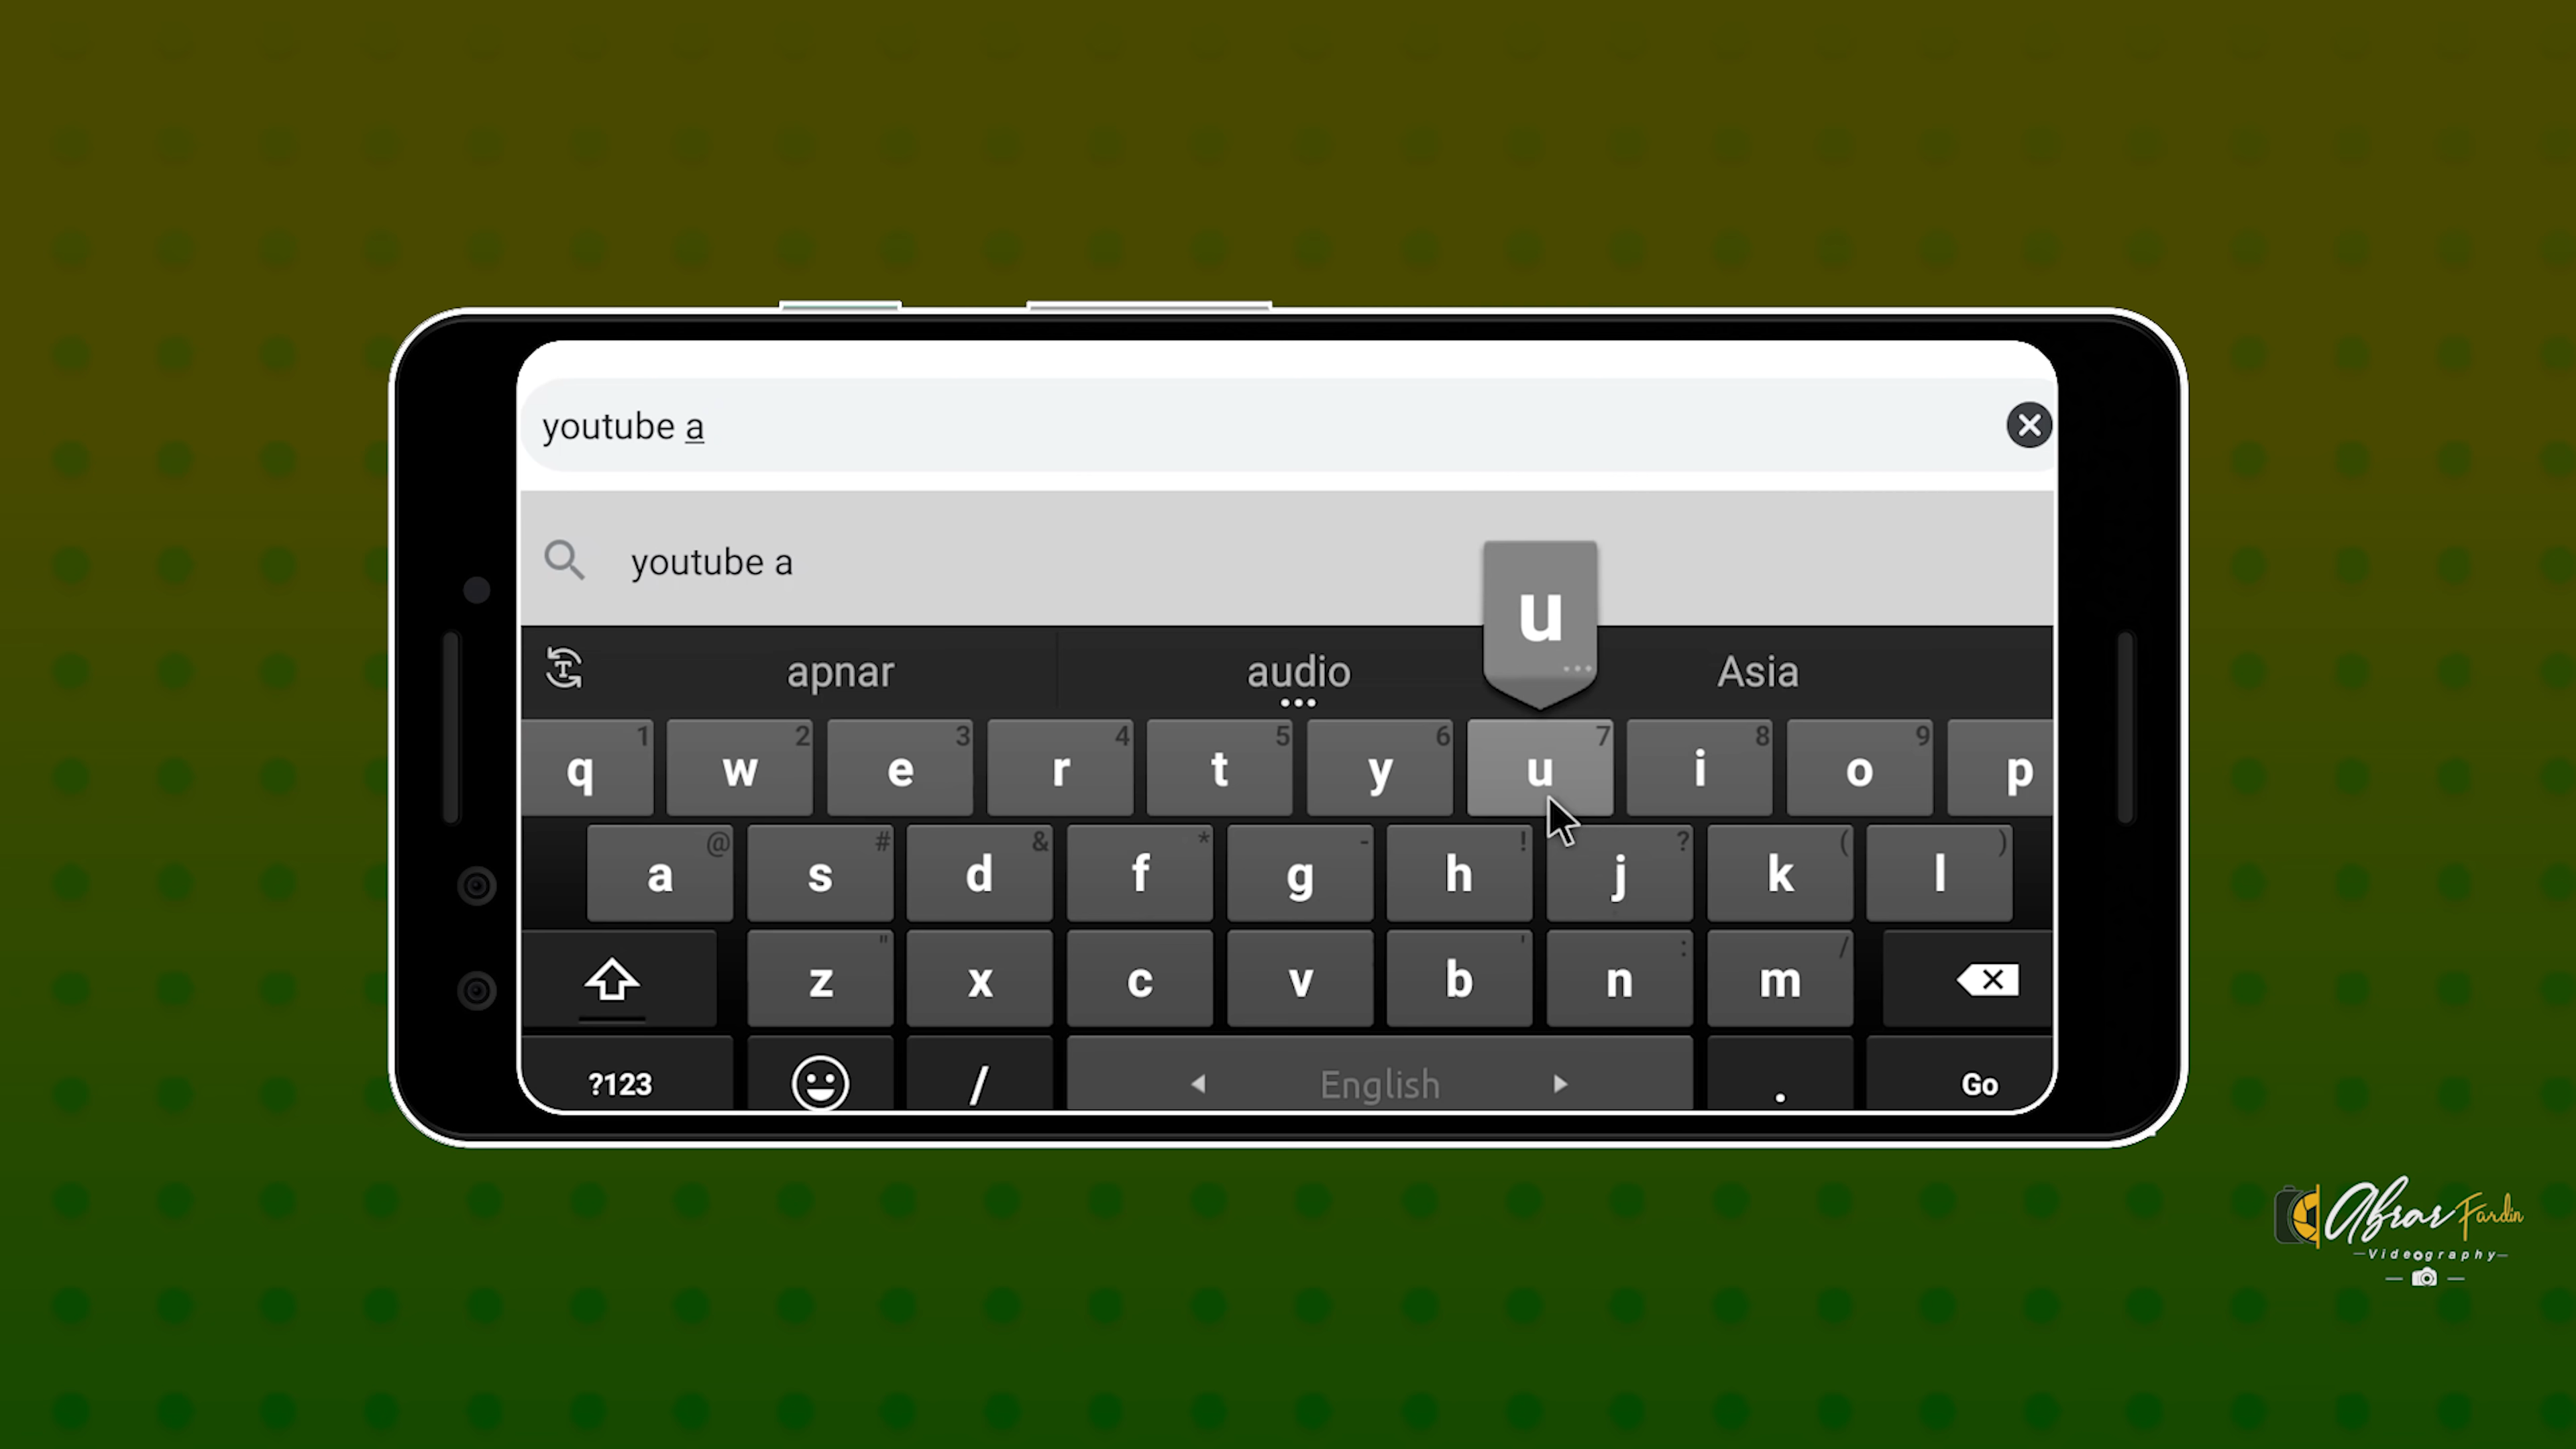 youtube a
youtube a
u
apnar audio Asia
q 1 w 2 e 3 r 4 t 5 y 6 u 7 i 8 o 9 p
a @ s # d & f * g - h ! j ? k ( l )
z " x c v b ' n : m /
?123 / English . Go
Abrar Fardin
Videography